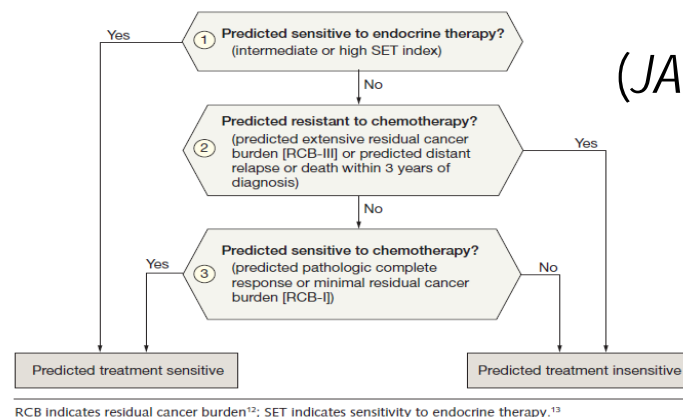 Predicted sensitive to endocrine therapy?
Yes
1
(intermediate or high SET index)
(JA
No
Predicted resistant to chemotherapy?
2
(predicted extensive residual cancer
burden [RCB-III] or predicted distant
relapse or death within 3 years of
diagnosis)
Yes
No
Predicted sensitive to chemotherapy?
Yes
3
(predicted pathologic complete
response or minimal residual cancer
burden [RCB-I])
No
Predicted treatment sensitive
Predicted treatment insensitive
RCB indicates residual cancer burden¹²; SET indicates sensitivity to endocrine therapy.¹³